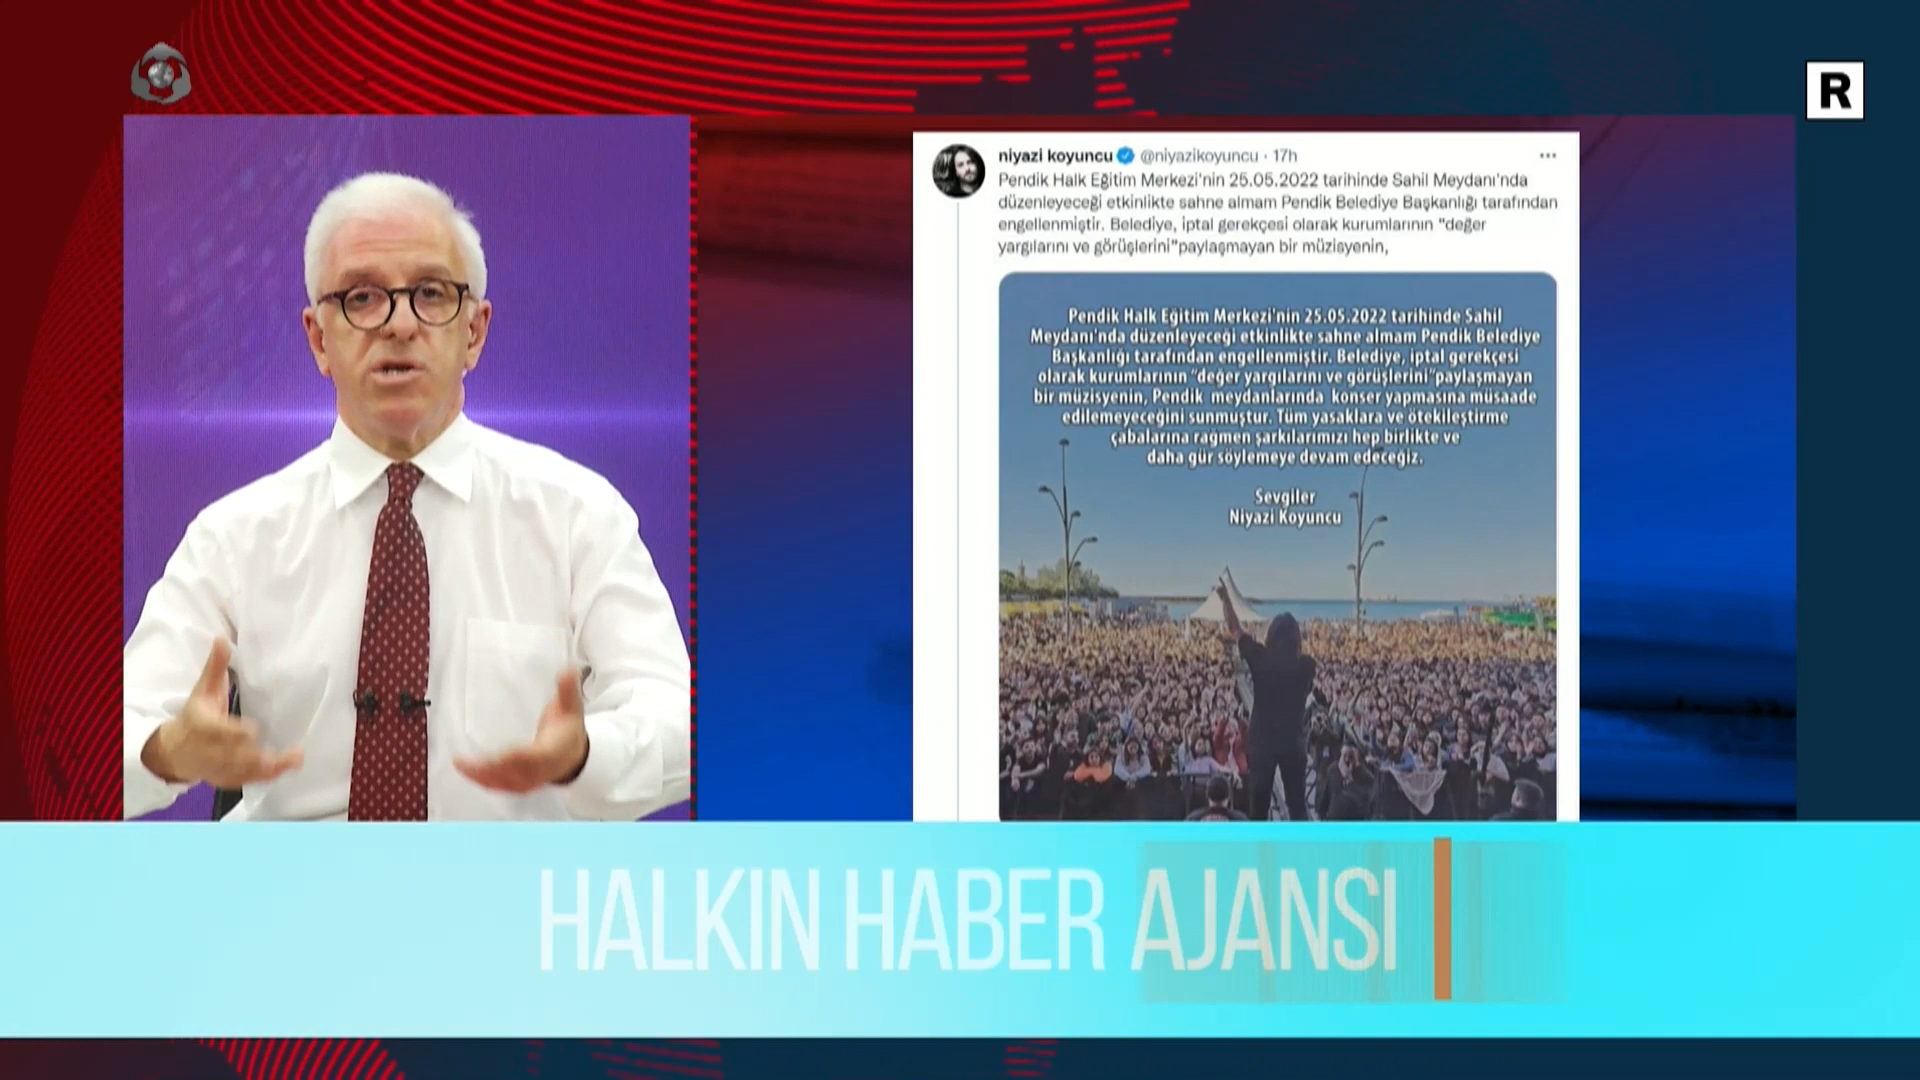 R
niyazi koyuncu @niyazikoyuncu · 17h
Pendik Halk Eğitim Merkezi'nin 25.05.2022 tarihinde Sahil Meydanı'nda
düzenleyeceği etkinlikte sahne almam Pendik Belediye Başkanlığı tarafından
engellenmiştir. Belediye, iptal gerekçesi olarak kurumlarının "değer
yargılarını ve görüşlerini"paylaşmayan bir müzisyenin,
Pendik Halk Eğitim Merkezi'nin 25.05.2022 tarihinde Sahil
Meydanı'nda düzenleyeceği etkinlikte sahne almam Pendik Belediye
Başkanlığı tarafından engellenmiştir. Belediye, iptal gerekçesi
olarak kurumlarının "değer yargılarını ve görüşlerini"paylaşmayan
bir müzisyenin, Pendik meydanlarında konser yapmasına müsaade
edilemeyeceğini sunmuştur. Tüm yasaklara ve ötekileştirme
çabalarına rağmen şarkılarımızı hep birlikte ve
daha gür söylemeye devam edeceğiz.
Sevgiler
Niyazi Koyuncu
HALKIN HABER AJANSI